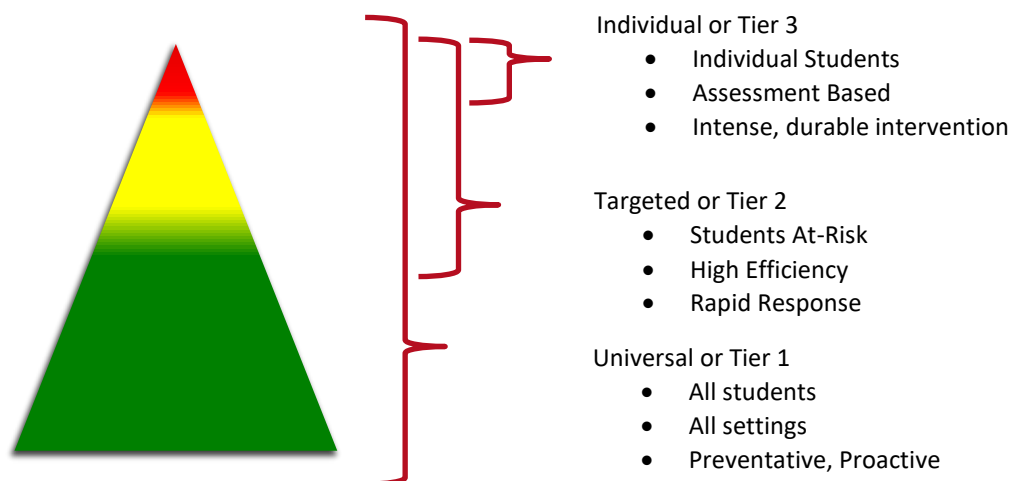 Individual or Tier 3
• Individual Students
• Assessment Based
• Intense, durable intervention
Targeted or Tier 2
• Students At-Risk
• High Efficiency
• Rapid Response
Universal or Tier 1
• All students
• All settings
• Preventative, Proactive